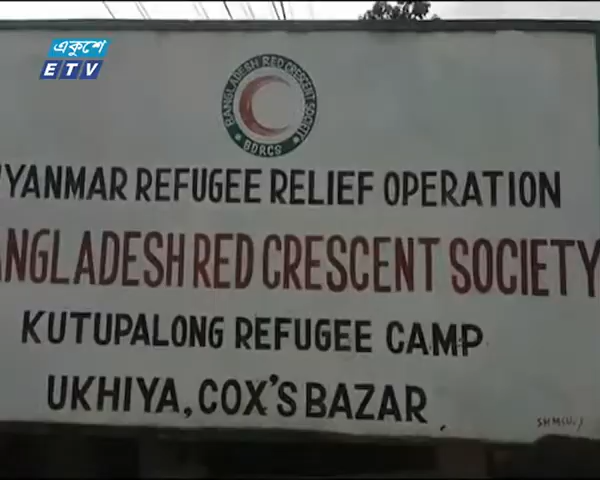 একুশে
ETV
BANGLADESH RED CRESCENT SOCIETY
BDRCS
YANMAR REFUGEE RELIEF OPERATION
ANGLADESH RED CRESCENT SOCIETY
KUTUPALONG REFUGEE CAMP
UKHIYA, COX'S BAZAR